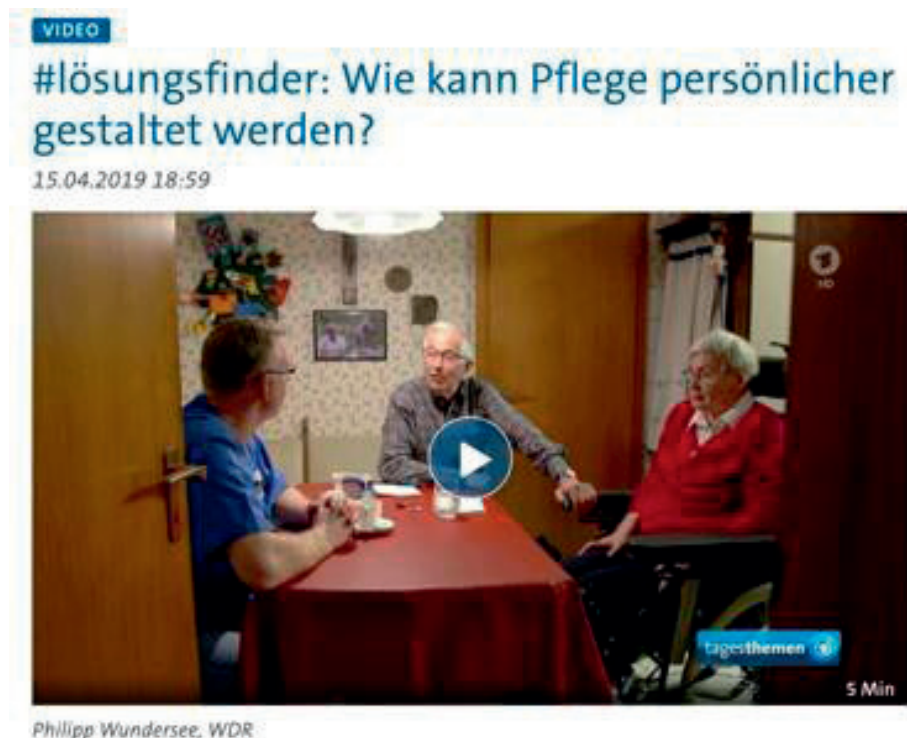 VIDEO
#lösungsfinder: Wie kann Pflege persönlicher
gestaltet werden?
15.04.2019 18:59
HD
tagesthemen
5 Min
Philipp Wundersee, WDR